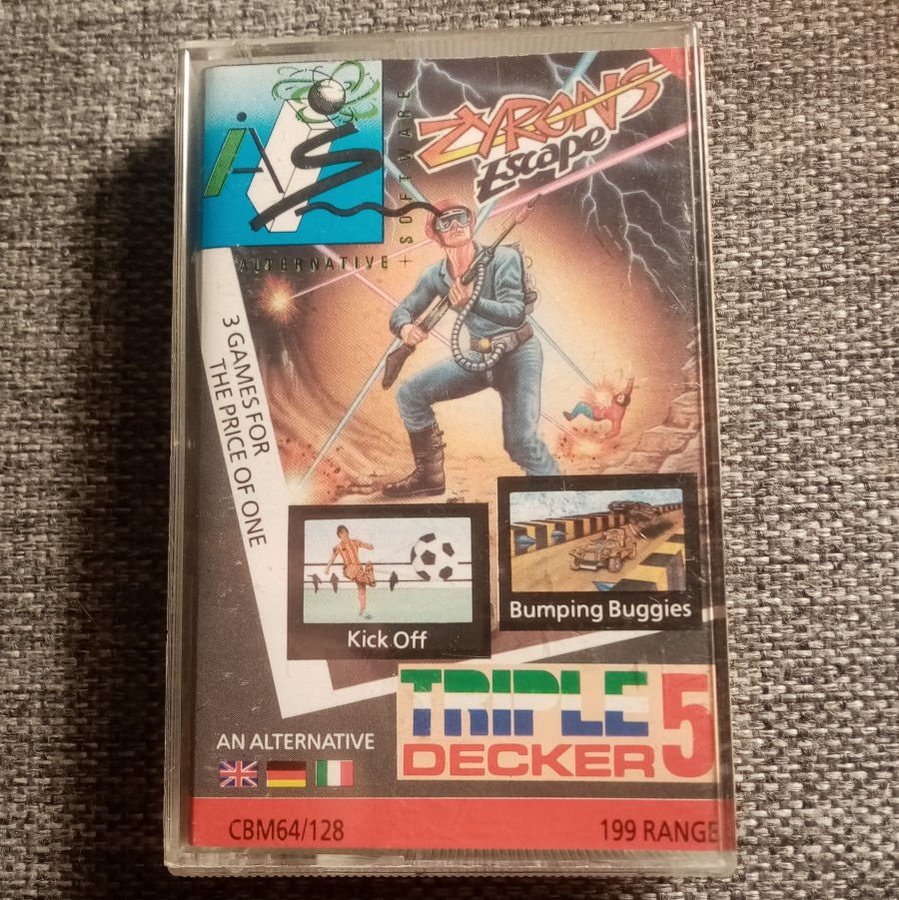 ZYRONS
Escape
AS
ALTERNATIVE + SOFTWARE
3 GAMES FOR
THE PRICE OF ONE
Kick Off
Bumping Buggies
TRIPLE
DECKER 5
AN ALTERNATIVE
CBM64/128
199 RANGE